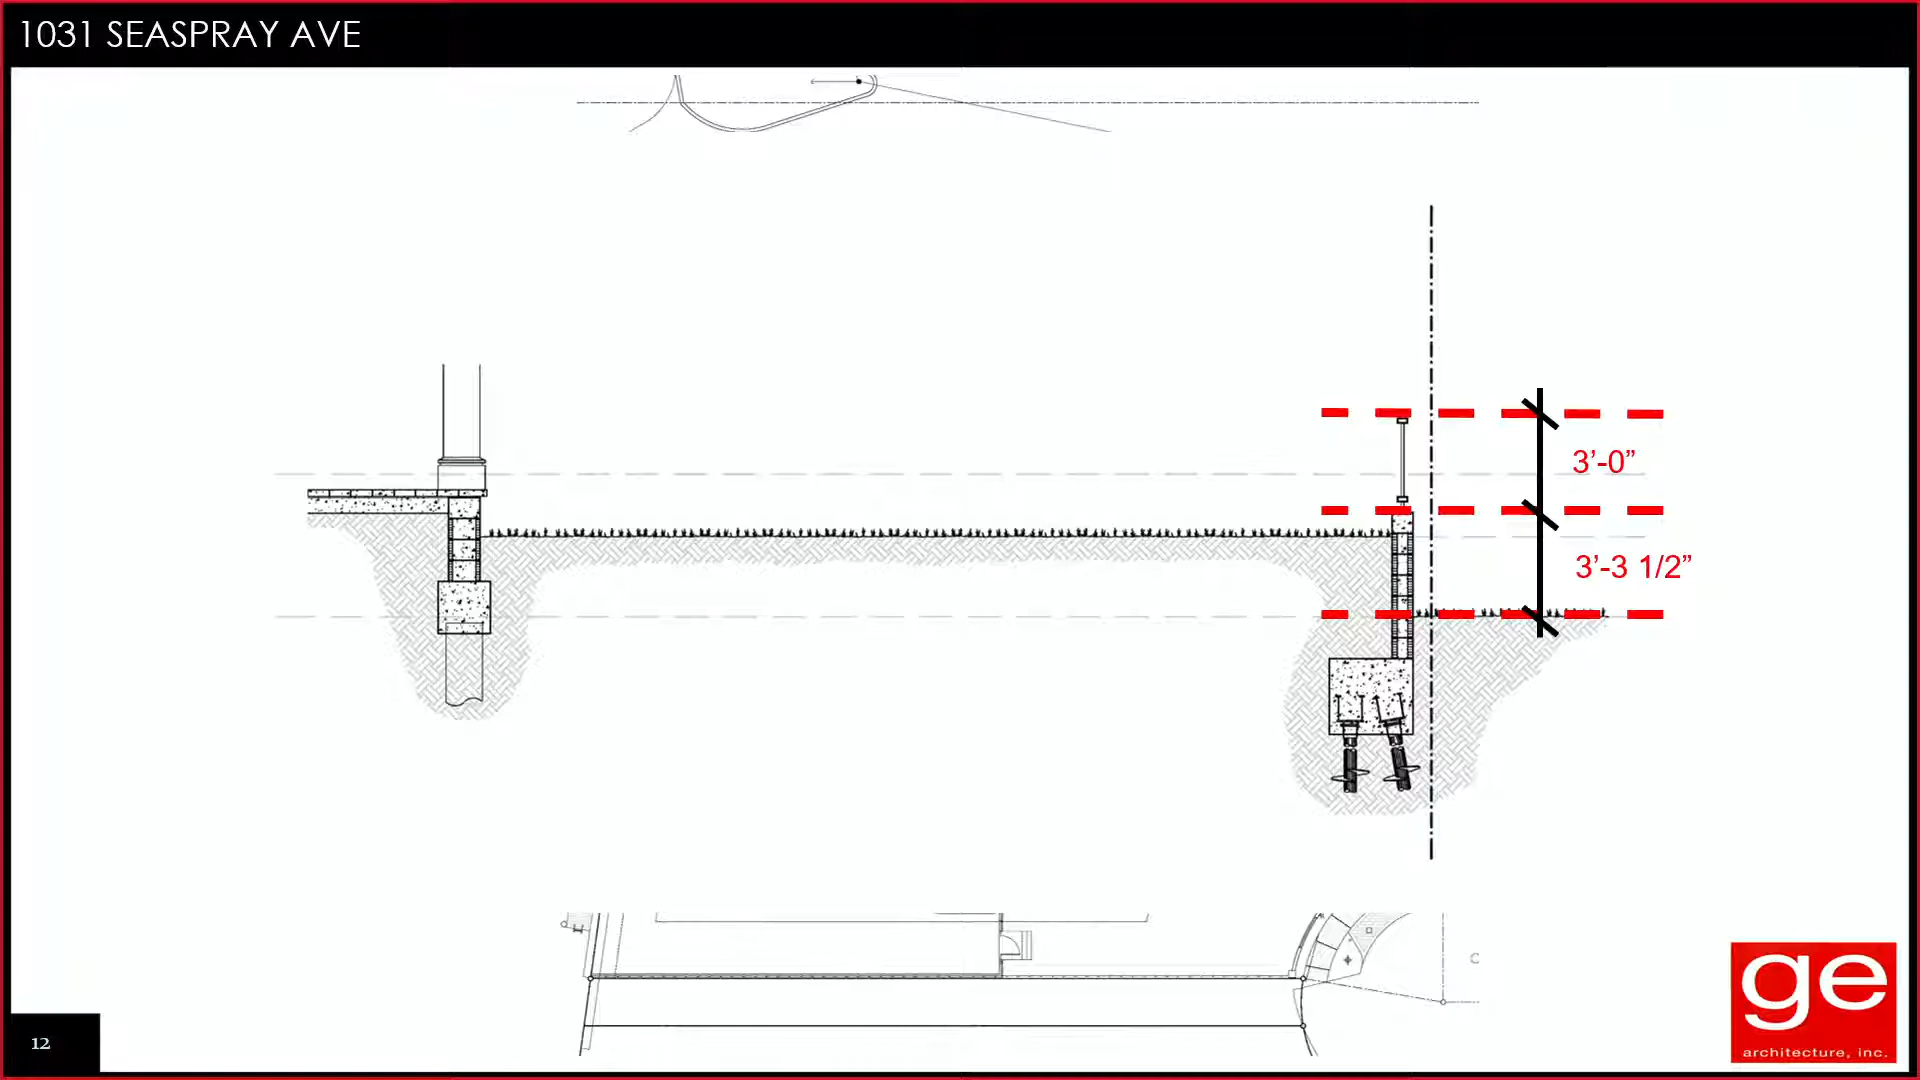 1031 SEASPRAY AVE
3’-0”
3’-3 1/2”
C
12
ge
architecture, inc.